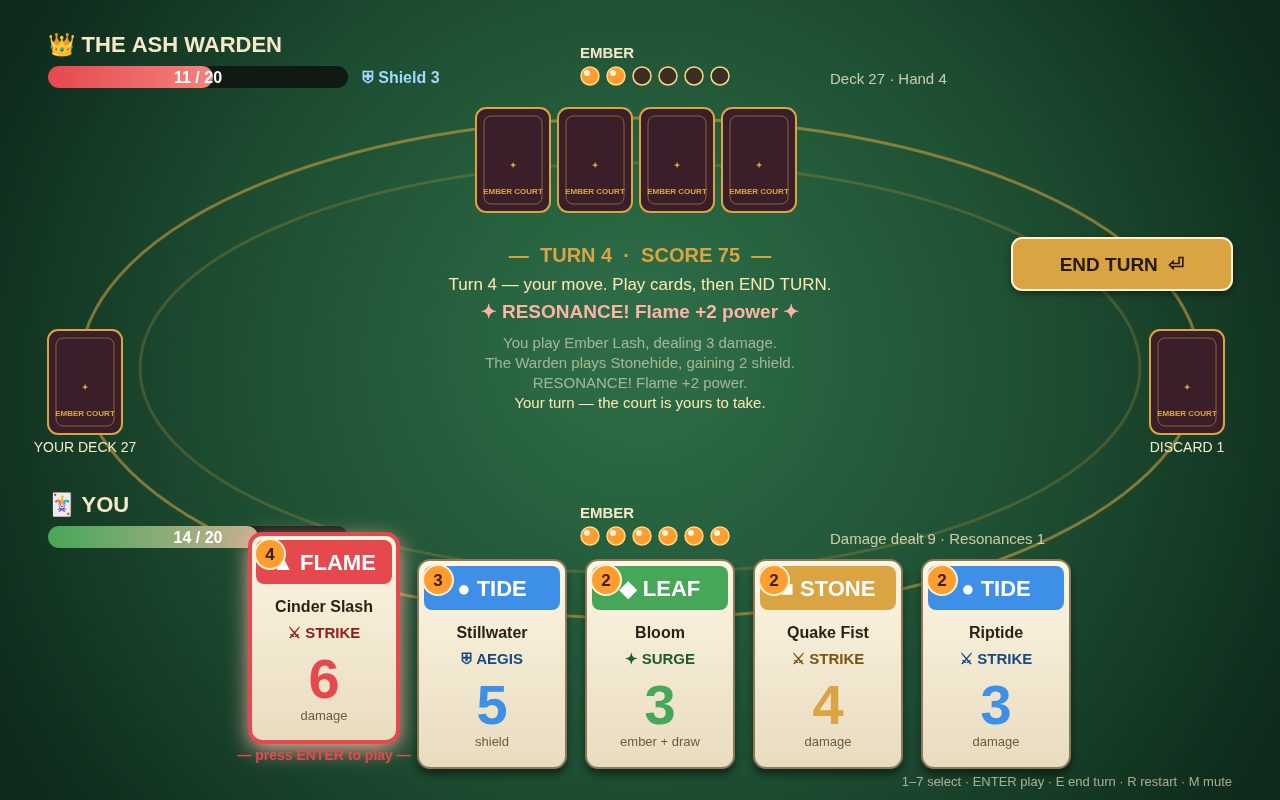 👑 THE ASH WARDEN
11 / 20
⛨ Shield 3
EMBER
Deck 27 · Hand 4
✦
EMBER COURT
✦
EMBER COURT
✦
EMBER COURT
✦
EMBER COURT
— TURN 4 · SCORE 75 —
Turn 4 — your move. Play cards, then END TURN.
✦ RESONANCE! Flame +2 power ✦
You play Ember Lash, dealing 3 damage.
The Warden plays Stonehide, gaining 2 shield.
RESONANCE! Flame +2 power.
Your turn — the court is yours to take.
END TURN ⏎
✦
EMBER COURT
YOUR DECK 27
✦
EMBER COURT
DISCARD 1
🃏 YOU
14 / 20
EMBER
Damage dealt 9 · Resonances 1
4
▲ FLAME
Cinder Slash
⚔ STRIKE
6
damage
— press ENTER to play —
3
● TIDE
Stillwater
⛨ AEGIS
5
shield
2
◆ LEAF
Bloom
✦ SURGE
3
ember + draw
2
■ STONE
Quake Fist
⚔ STRIKE
4
damage
2
● TIDE
Riptide
⚔ STRIKE
3
damage
1–7 select · ENTER play · E end turn · R restart · M mute